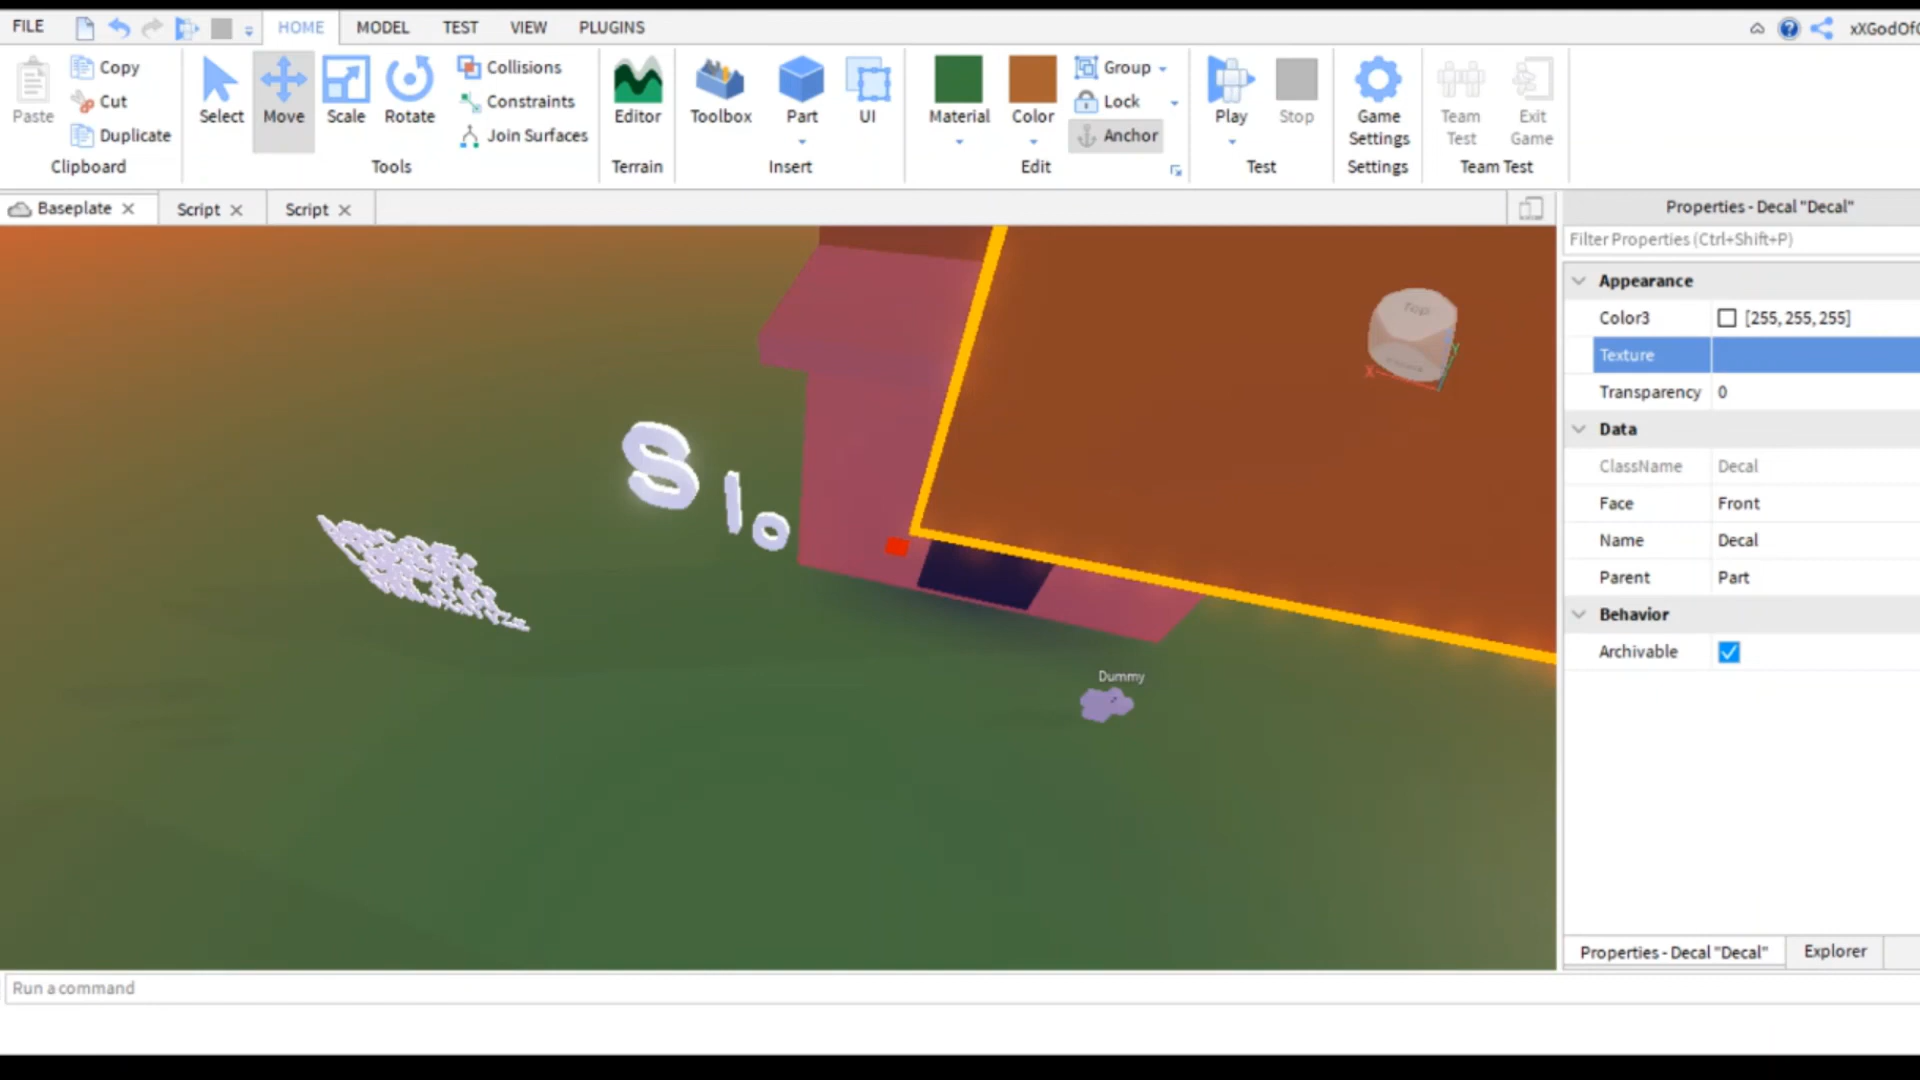 FILE HOME MODEL TEST VIEW PLUGINS xXGodOf
Paste Copy Cut Duplicate Clipboard
Select Move Scale Rotate Collisions Constraints Join Surfaces Tools
Editor Terrain
Toolbox Part UI Insert
Material Color Group Lock Anchor Edit
Play Stop Test
Game Settings Settings
Team Test Exit Game Team Test
Baseplate Script Script
Properties - Decal "Decal"
Filter Properties (Ctrl+Shift+P)
Appearance
Color3 [255, 255, 255]
Texture
Transparency 0
Data
ClassName Decal
Face Front
Name Decal
Parent Part
Behavior
Archivable
Top
X
Y
Slo
Dummy
Properties - Decal "Decal" Explorer
Run a command